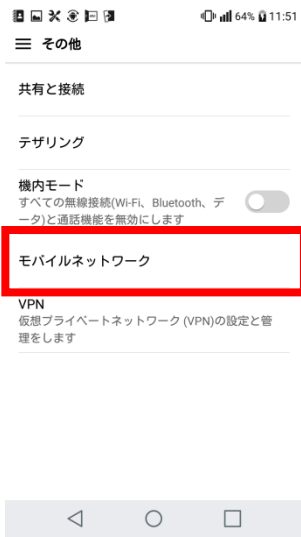 64% 11:51
その他
共有と接続
テザリング
機内モード
すべての無線接続(Wi-Fi、Bluetooth、デ
ータ)と通話機能を無効にします
モバイルネットワーク
VPN
仮想プライベートネットワーク (VPN)の設定と管
理をします